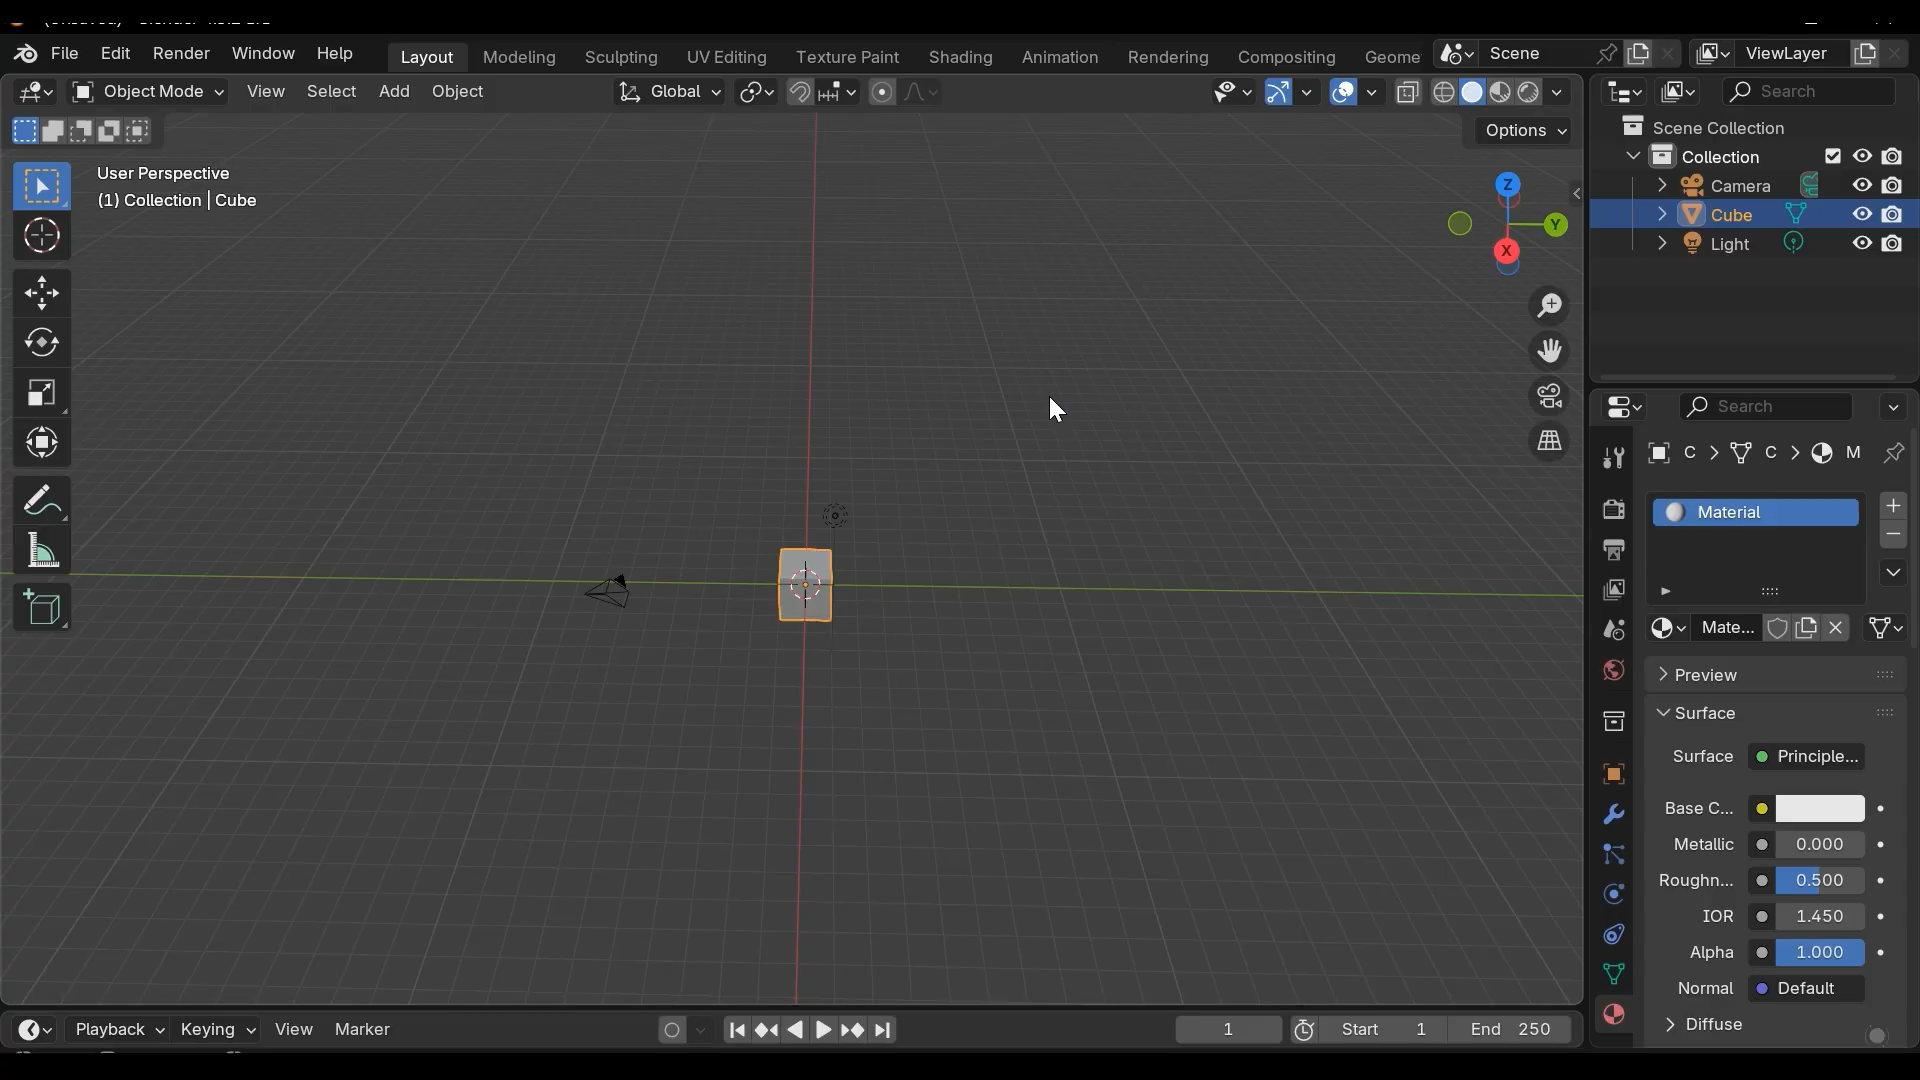 File Edit Render Window Help Layout Modeling Sculpting UV Editing Texture Paint Shading Animation Rendering Compositing Geome Scene ViewLayer
Object Mode View Select Add Object Global Search
Options
Scene Collection
Collection
Camera
Cube
Light
User Perspective
(1) Collection | Cube
Z
Y
X
Search
C > C > M
Material
Mate...
Preview
Surface
Surface Principle...
Base C...
Metallic 0.000
Roughn... 0.500
IOR 1.450
Alpha 1.000
Normal Default
Diffuse
Playback Keying View Marker 1 Start 1 End 250